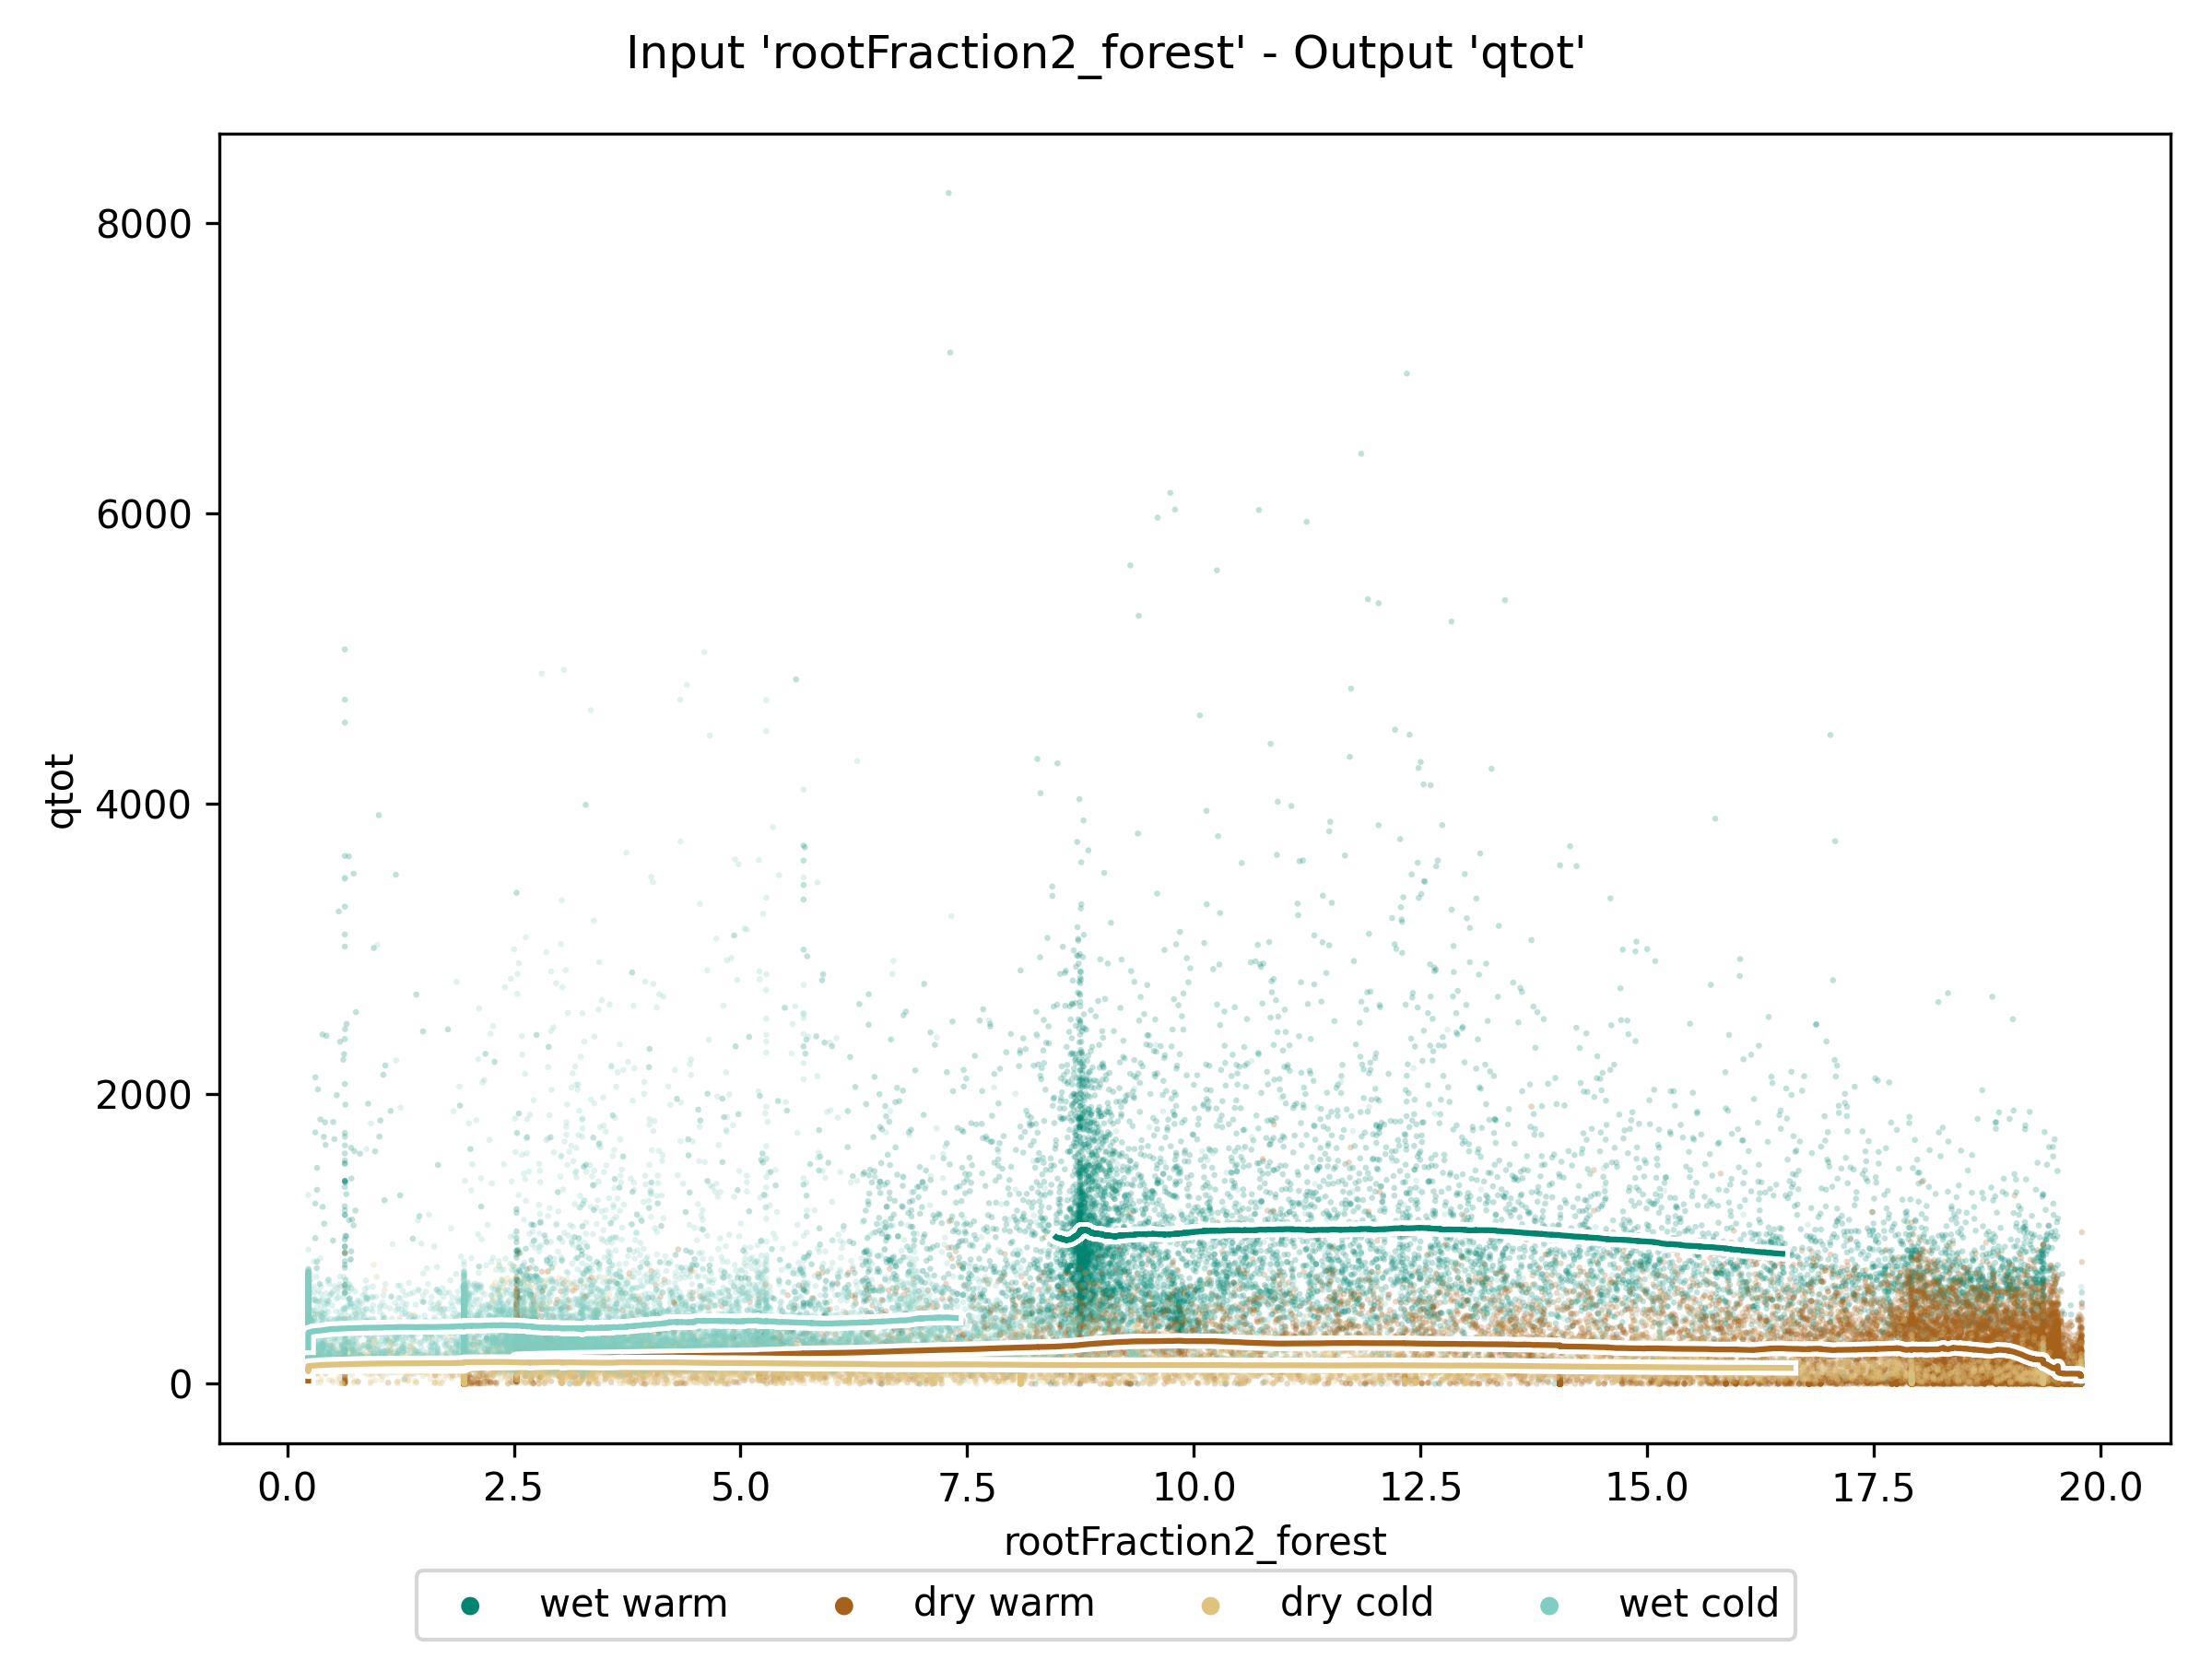 Input 'rootFraction2_forest' - Output 'qtot'
8000
6000
4000
2000
0
qtot
0.0 2.5 5.0 7.5 10.0 12.5 15.0 17.5 20.0
rootFraction2_forest
wet warm dry warm dry cold wet cold